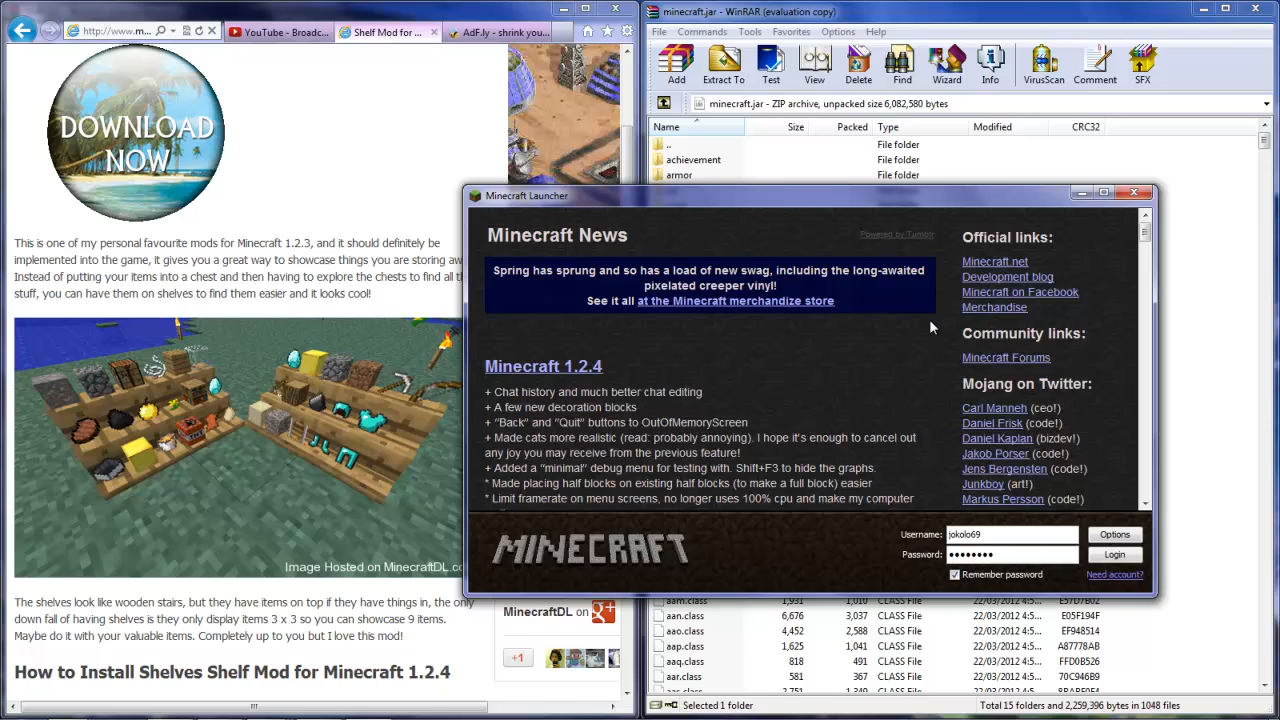 http://www.m...
YouTube - Broadc...
Shelf Mod for ...
AdF.ly - shrink you...
DOWNLOAD
NOW
This is one of my personal favourite mods for Minecraft 1.2.3, and it should definitely be
implemented into the game, it gives you a great way to showcase things you are storing aw
Instead of putting your items into a chest and then having to explore the chests to find all th
stuff, you can have them on shelves to find them easier and it looks cool!
Image Hosted on MinecraftDL.co
The shelves look like wooden stairs, but they have items on top if they have things in, the only
down fall of having shelves is they only display items 3 x 3 so you can showcase 9 items.
Maybe do it with your valuable items. Completely up to you but I love this mod!
How to Install Shelves Shelf Mod for Minecraft 1.2.4
MinecraftDL on
g+
+1
minecraft.jar - WinRAR (evaluation copy)
File Commands Tools Favorites Options Help
Add Extract To Test View Delete Find Wizard Info VirusScan Comment SFX
minecraft.jar - ZIP archive, unpacked size 6,082,580 bytes
Name Size Packed Type Modified CRC32
.. File folder
achievement File folder
armor File folder
Minecraft Launcher
Minecraft News
Powered by Tumblr
Spring has sprung and so has a load of new swag, including the long-awaited
pixelated creeper vinyl!
See it all at the Minecraft merchandize store
Minecraft 1.2.4
+ Chat history and much better chat editing
+ A few new decoration blocks
+ "Back" and "Quit" buttons to OutOfMemoryScreen
+ Made cats more realistic (read: probably annoying). I hope it's enough to cancel out
any joy you may receive from the previous feature!
+ Added a "minimal" debug menu for testing with. Shift+F3 to hide the graphs.
* Made placing half blocks on existing half blocks (to make a full block) easier
* Limit framerate on menu screens, no longer uses 100% cpu and make my computer
Official links:
Minecraft.net
Development blog
Minecraft on Facebook
Merchandise
Community links:
Minecraft Forums
Mojang on Twitter:
Carl Manneh (ceo!)
Daniel Frisk (code!)
Daniel Kaplan (bizdev!)
Jakob Porser (code!)
Jens Bergensten (code!)
Junkboy (art!)
Markus Persson (code!)
MINECRAFT
Username: jokolo69
Options
Password: ••••••••
Login
Remember password
Need account?
aam.class 1,931 1,010 CLASS File 22/03/2012 4:5... E57D7B02
aan.class 6,676 3,037 CLASS File 22/03/2012 4:5... E05F194F
aao.class 4,452 2,588 CLASS File 22/03/2012 4:5... EF948514
aap.class 1,625 1,041 CLASS File 22/03/2012 4:5... A87778AB
aaq.class 818 491 CLASS File 22/03/2012 4:5... FFD0B526
aar.class 581 367 CLASS File 22/03/2012 4:5... 70C946B9
aas.class 2,751 1,349 CLASS File 22/03/2012 4:5...
Selected 1 folder
Total 15 folders and 2,259,396 bytes in 1048 files